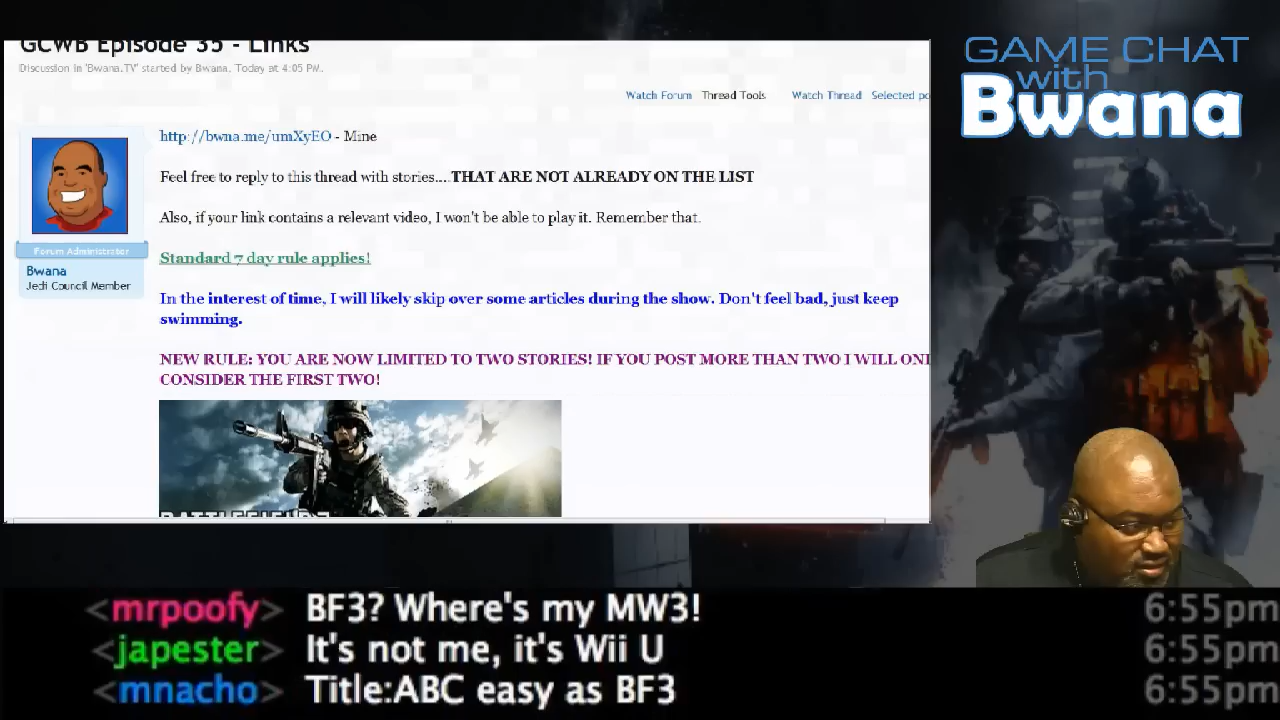 GCWB Episode 35 - Links
Discussion in 'Bwana.TV' started by Bwana, Today at 4:05 PM.
Watch Forum Thread Tools Watch Thread Selected po
http://bwna.me/umXyEO - Mine
Feel free to reply to this thread with stories....THAT ARE NOT ALREADY ON THE LIST
Also, if your link contains a relevant video, I won't be able to play it. Remember that.
Forum Administrator
Bwana
Jedi Council Member
Standard 7 day rule applies!
In the interest of time, I will likely skip over some articles during the show. Don't feel bad, just keep
swimming.
NEW RULE: YOU ARE NOW LIMITED TO TWO STORIES! IF YOU POST MORE THAN TWO I WILL ONL
CONSIDER THE FIRST TWO!
BATTLEFIELD 3
GAME CHAT
with
Bwana
<mrpoofy> BF3? Where's my MW3! 6:55pm
<japester> It's not me, it's Wii U 6:55pm
<mnacho> Title:ABC easy as BF3 6:55pm